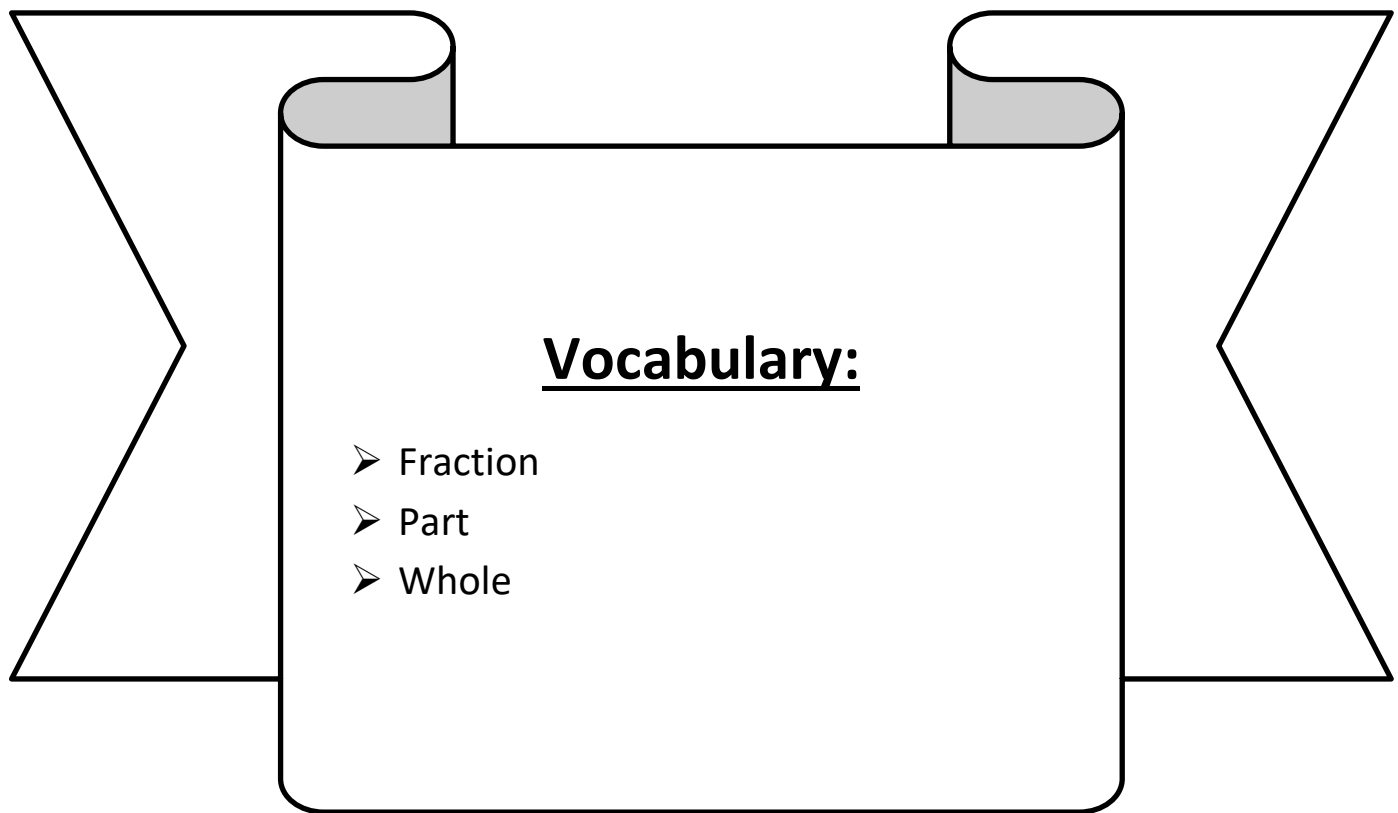 Vocabulary:
➢ Fraction
➢ Part
➢ Whole